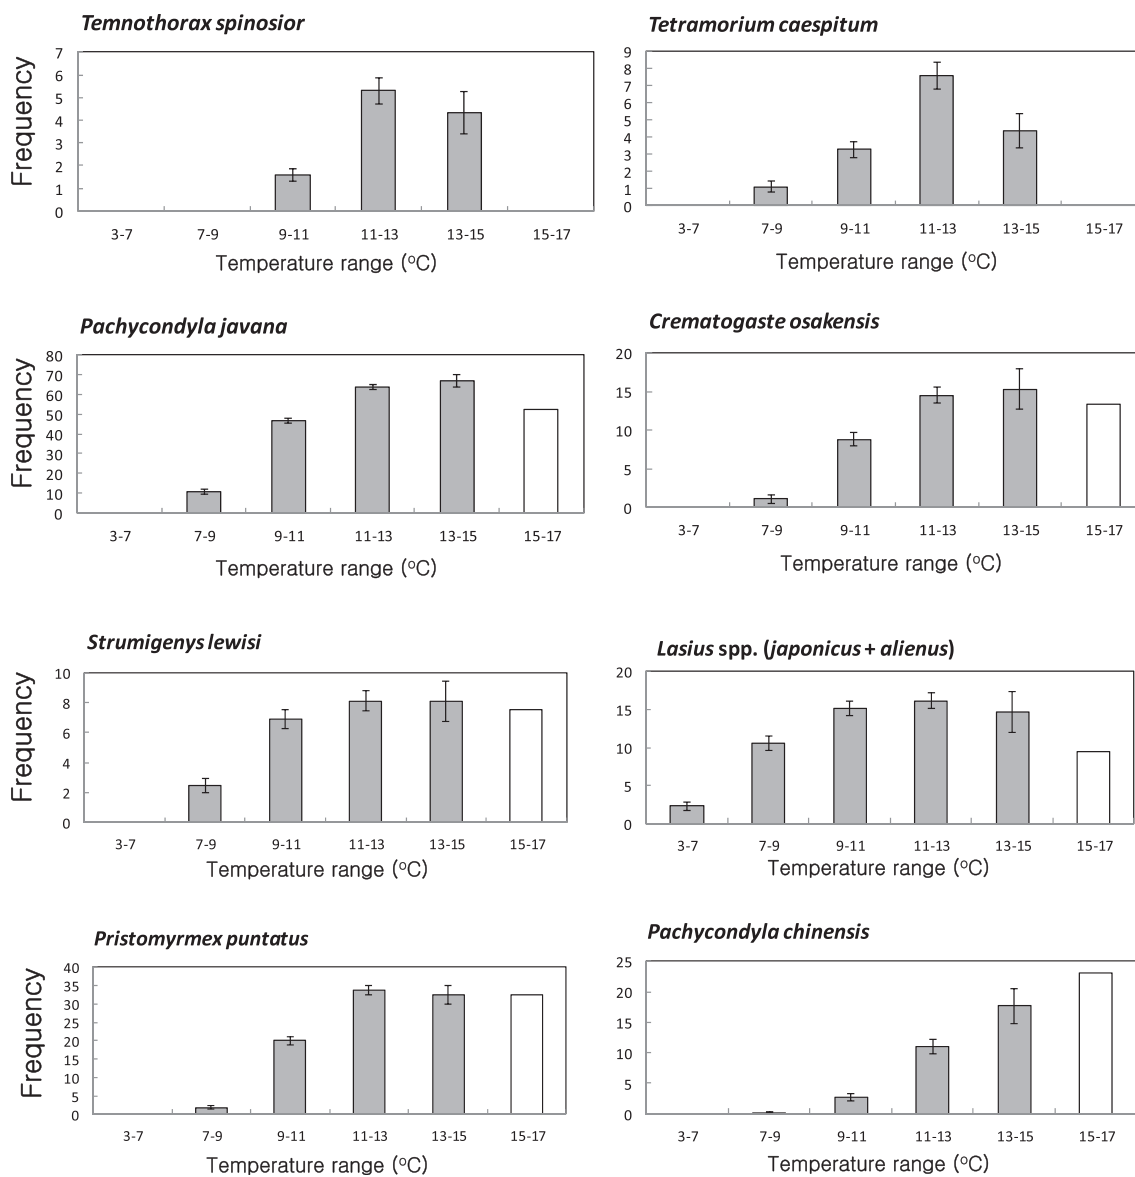 Temnothorax spinosior
Frequency
7
6
5
4
3
2
1
0
3-7 7-9 9-11 11-13 13-15 15-17
Temperature range (°C)
Tetramorium caespitum
9
8
7
6
5
4
3
2
1
0
3-7 7-9 9-11 11-13 13-15 15-17
Temperature range (°C)
Pachycondyla javana
Frequency
80
70
60
50
40
30
20
10
0
3-7 7-9 9-11 11-13 13-15 15-17
Temperature range (°C)
Crematogaste osakensis
20
15
10
5
0
3-7 7-9 9-11 11-13 13-15 15-17
Temperature range (°C)
Strumigenys lewisi
Frequency
10
8
6
4
2
0
3-7 7-9 9-11 11-13 13-15 15-17
Temperature range (°C)
Lasius spp. (japonicus + alienus)
20
15
10
5
0
3-7 7-9 9-11 11-13 13-15 15-17
Temperature range (°C)
Pristomyrmex puntatus
Frequency
40
35
30
25
20
15
10
5
0
3-7 7-9 9-11 11-13 13-15 15-17
Temperature range (°C)
Pachycondyla chinensis
25
20
15
10
5
0
3-7 7-9 9-11 11-13 13-15 15-17
Temperature range (°C)